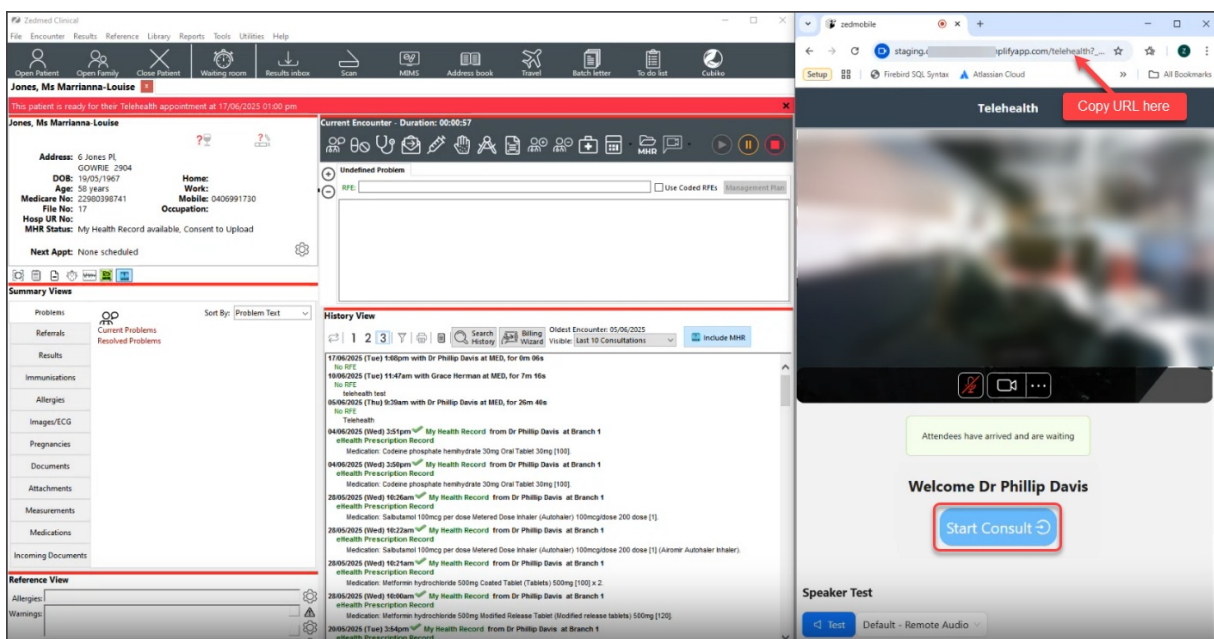 Zedmed Clinical
File Encounter Results Reference Library Reports Tools Utilities Help
Open Patient Open Family Close Patient Waiting room Results inbox Scan MIMS Address book Travel Batch letter To do list Cubiko
Jones, Ms Marrianna-Louise x
This patient is ready for their Telehealth appointment at 17/06/2025 01:00 pm
Jones, Ms Marrianna-Louise
Address: 6 Jones Pl,
GOWRIE 2904
DOB: 19/05/1967 Home:
Age: 58 years Work:
Medicare No: 22980398741 Mobile: 0406991730
File No: 17 Occupation:
Hosp UR No:
MHR Status: My Health Record available, Consent to Upload
Next Appt: None scheduled
Summary Views
Problems
Referrals
Results
Immunisations
Allergies
Images/ECG
Pregnancies
Documents
Attachments
Measurements
Medications
Incoming Documents
Sort By: Problem Text
Current Problems
Resolved Problems
Reference View
Allergies:
Warnings:
Current Encounter - Duration: 00:00:57
MHR
Undefined Problem
RFE: Use Coded RFEs Management Plan
History View
1 2 3 Search History Billing Wizard Oldest Encounter: 05/06/2025
Visible: Last 10 Consultations Include MHR
17/06/2025 (Tue) 1:08pm with Dr Phillip Davis at MED, for 0m 06s
No RFE
10/06/2025 (Tue) 11:47am with Grace Herman at MED, for 7m 16s
No RFE
telehealth test
05/06/2025 (Thu) 9:39am with Dr Phillip Davis at MED, for 26m 40s
No RFE
Telehealth
04/06/2025 (Wed) 3:51pm My Health Record from Dr Phillip Davis at Branch 1
eHealth Prescription Record
Medication: Codeine phosphate hemihydrate 30mg Oral Tablet 30mg [100].
04/06/2025 (Wed) 3:50pm My Health Record from Dr Phillip Davis at Branch 1
eHealth Prescription Record
Medication: Codeine phosphate hemihydrate 30mg Oral Tablet 30mg [100].
28/05/2025 (Wed) 10:26am My Health Record from Dr Phillip Davis at Branch 1
eHealth Prescription Record
Medication: Salbutamol 100mcg per dose Metered Dose Inhaler (Autohaler) 100mcg/dose 200 dose [1].
28/05/2025 (Wed) 10:22am My Health Record from Dr Phillip Davis at Branch 1
eHealth Prescription Record
Medication: Salbutamol 100mcg per dose Metered Dose Inhaler (Autohaler) 100mcg/dose 200 dose [1] (Airomir Autohaler Inhaler).
28/05/2025 (Wed) 10:21am My Health Record from Dr Phillip Davis at Branch 1
eHealth Prescription Record
Medication: Metformin hydrochloride 500mg Coated Tablet (Tablets) 500mg [100] x 2.
28/05/2025 (Wed) 10:00am My Health Record from Dr Phillip Davis at Branch 1
eHealth Prescription Record
Medication: Metformin hydrochloride 500mg Modified Release Tablet (Modified release tablets) 500mg [120].
20/05/2025 (Tue) 3:54pm My Health Record from Dr Phillip Davis at Branch 1
eHealth Prescription Record
zedmobile
staging.c plifyapp.com/telehealth?_...
Setup Firebird SQL Syntax Atlassian Cloud » All Bookmarks
Telehealth
Copy URL here
Attendees have arrived and are waiting
Welcome Dr Phillip Davis
Start Consult
Speaker Test
Test Default - Remote Audio